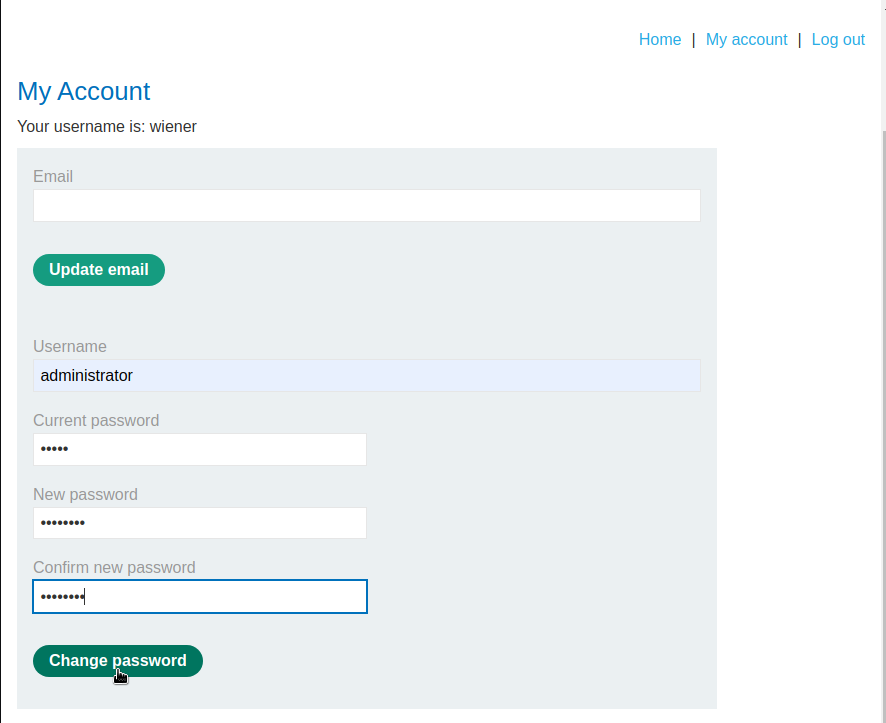 Home | My account | Log out
My Account
Your username is: wiener
Email
Update email
Username
administrator
Current password
•••••
New password
••••••••
Confirm new password
••••••••
Change password